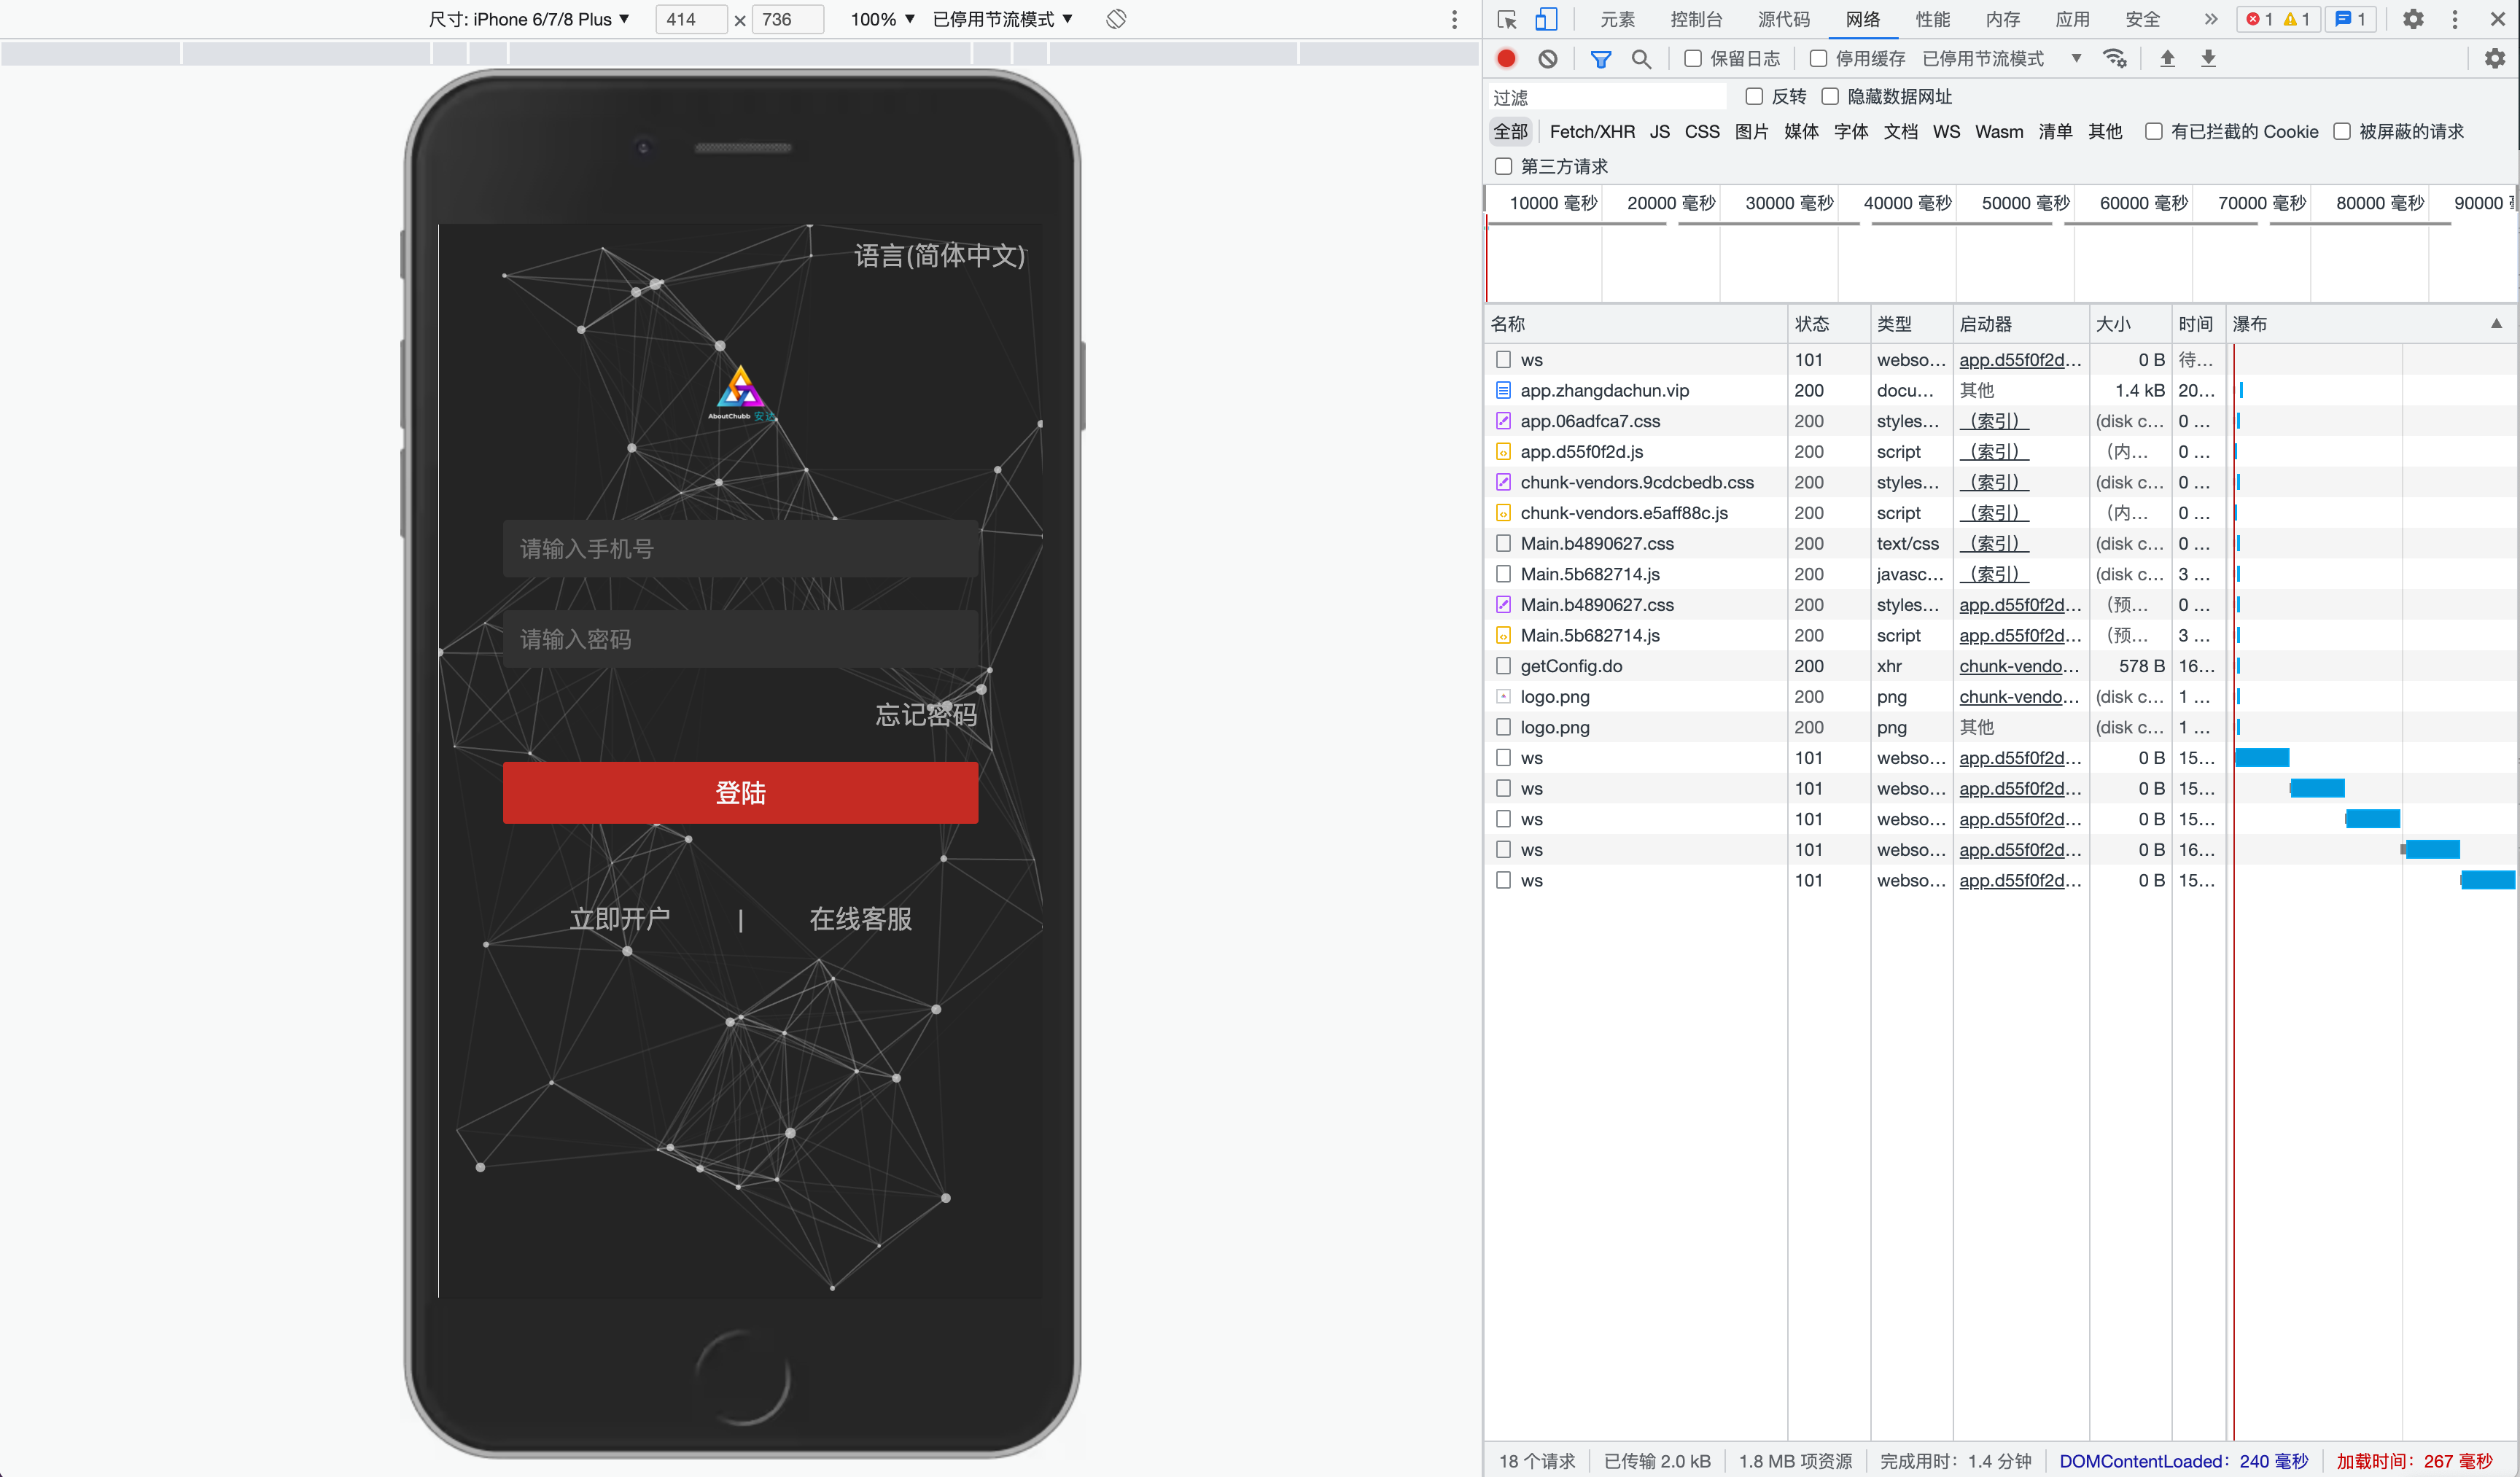 尺寸: iPhone 6/7/8 Plus ▼ 414 × 736 100% ▼ 已停用节流模式 ▼
语言(简体中文)
AboutChubb 安达
请输入手机号
请输入密码
忘记密码
登陆
立即开户 | 在线客服
元素 控制台 源代码 网络 性能 内存 应用 安全 » 1 1 1
保留日志 停用缓存 已停用节流模式 ▼
过滤 反转 隐藏数据网址
全部 Fetch/XHR JS CSS 图片 媒体 字体 文档 WS Wasm 清单 其他 有已拦截的 Cookie 被屏蔽的请求
第三方请求
10000 毫秒 20000 毫秒 30000 毫秒 40000 毫秒 50000 毫秒 60000 毫秒 70000 毫秒 80000 毫秒 90000
名称 状态 类型 启动器 大小 时间 瀑布 ▲
ws 101 webso… app.d55f0f2d… 0 B 待…
app.zhangdachun.vip 200 docu… 其他 1.4 kB 20…
app.06adfca7.css 200 styles… （索引） (disk c… 0 …
app.d55f0f2d.js 200 script （索引） （内… 0 …
chunk-vendors.9cdcbedb.css 200 styles… （索引） (disk c… 0 …
chunk-vendors.e5aff88c.js 200 script （索引） （内… 0 …
Main.b4890627.css 200 text/css （索引） (disk c… 0 …
Main.5b682714.js 200 javasc… （索引） (disk c… 3 …
Main.b4890627.css 200 styles… app.d55f0f2d… （预… 0 …
Main.5b682714.js 200 script app.d55f0f2d… （预… 3 …
getConfig.do 200 xhr chunk-vendo… 578 B 16…
logo.png 200 png chunk-vendo… (disk c… 1 …
logo.png 200 png 其他 (disk c… 1 …
ws 101 webso… app.d55f0f2d… 0 B 15…
ws 101 webso… app.d55f0f2d… 0 B 15…
ws 101 webso… app.d55f0f2d… 0 B 15…
ws 101 webso… app.d55f0f2d… 0 B 16…
ws 101 webso… app.d55f0f2d… 0 B 15…
18 个请求 已传输 2.0 kB 1.8 MB 项资源 完成用时：1.4 分钟 DOMContentLoaded：240 毫秒 加载时间：267 毫秒